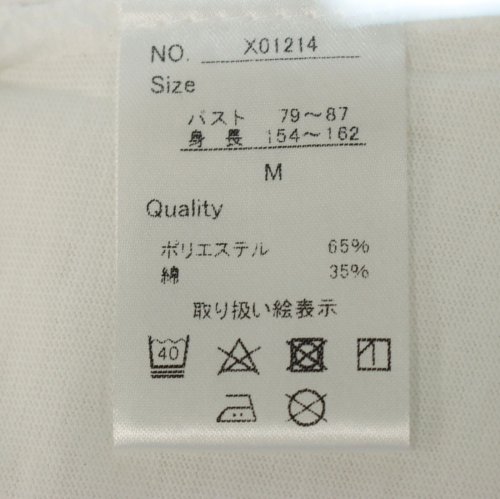 NO. X01214
Size
バスト 79～87
身長 154～162
M
Quality
ポリエステル 65%
綿 35%
取り扱い絵表示
40